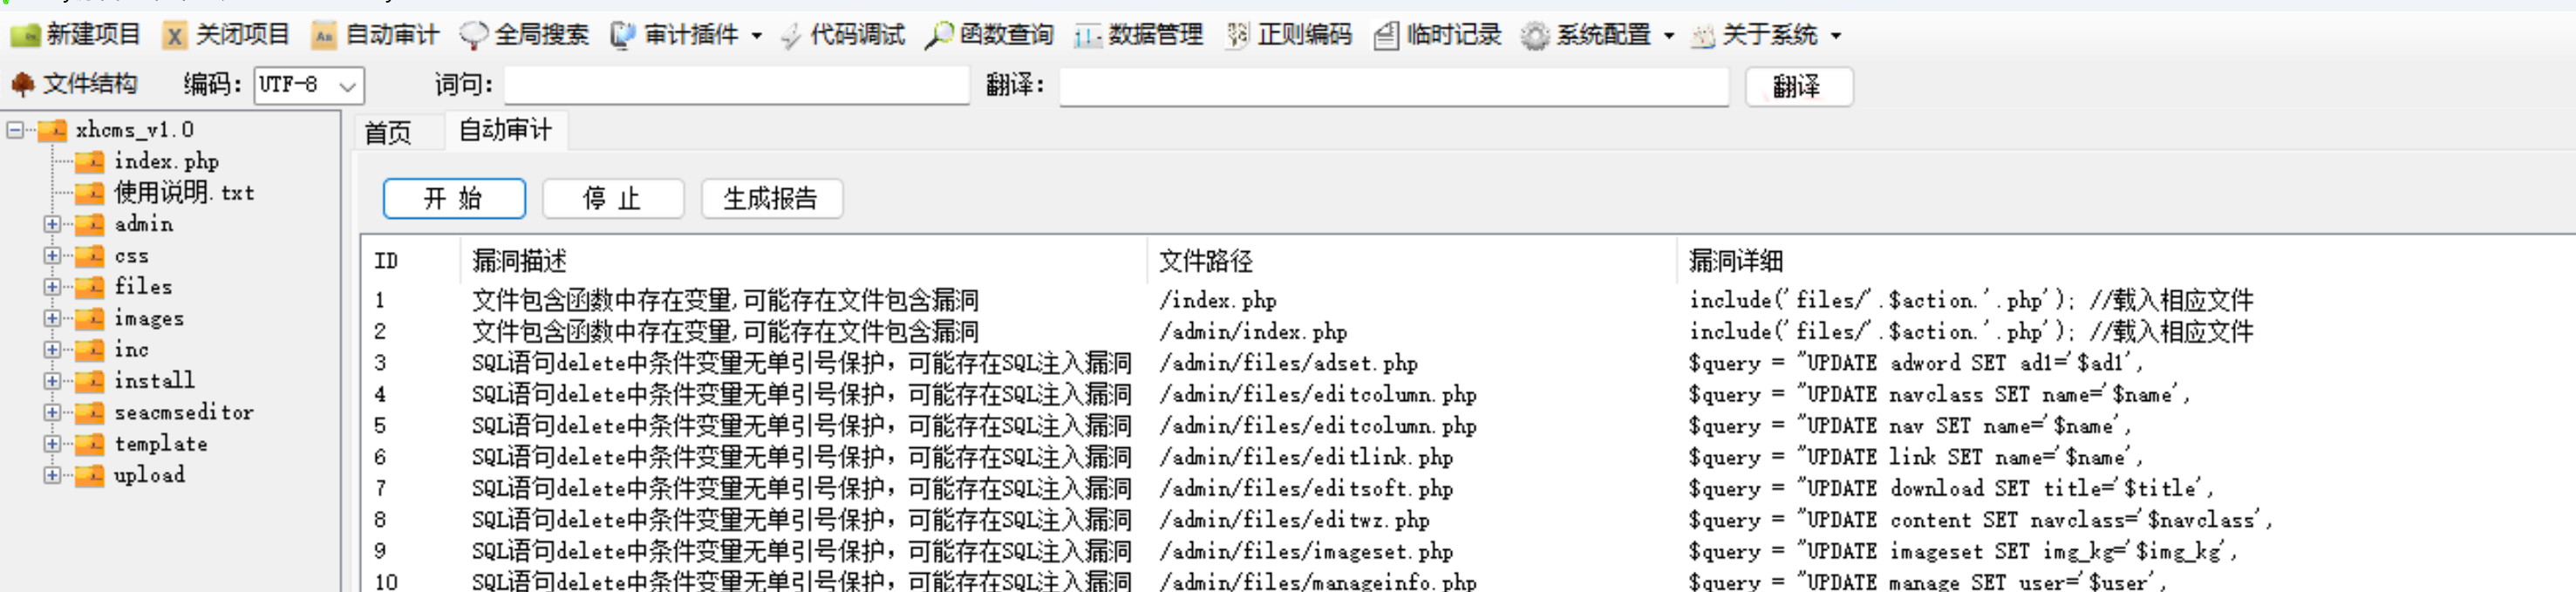 新建项目 关闭项目 自动审计 全局搜索 审计插件 代码调试 函数查询 数据管理 正则编码 临时记录 系统配置 关于系统
文件结构 编码: UTF-8 词句: 翻译: 翻译
xhcms_v1.0
index.php
使用说明.txt
admin
css
files
images
inc
install
seacmseditor
template
upload
首页 自动审计
开 始 停 止 生成报告
ID 漏洞描述 文件路径 漏洞详细
1 文件包含函数中存在变量,可能存在文件包含漏洞 /index.php include('files/'.$action.'.php'); //载入相应文件
2 文件包含函数中存在变量,可能存在文件包含漏洞 /admin/index.php include('files/'.$action.'.php'); //载入相应文件
3 SQL语句delete中条件变量无单引号保护，可能存在SQL注入漏洞 /admin/files/adset.php $query = "UPDATE adword SET ad1='$ad1',
4 SQL语句delete中条件变量无单引号保护，可能存在SQL注入漏洞 /admin/files/editcolumn.php $query = "UPDATE navclass SET name='$name',
5 SQL语句delete中条件变量无单引号保护，可能存在SQL注入漏洞 /admin/files/editcolumn.php $query = "UPDATE nav SET name='$name',
6 SQL语句delete中条件变量无单引号保护，可能存在SQL注入漏洞 /admin/files/editlink.php $query = "UPDATE link SET name='$name',
7 SQL语句delete中条件变量无单引号保护，可能存在SQL注入漏洞 /admin/files/editsoft.php $query = "UPDATE download SET title='$title',
8 SQL语句delete中条件变量无单引号保护，可能存在SQL注入漏洞 /admin/files/editwz.php $query = "UPDATE content SET navclass='$navclass',
9 SQL语句delete中条件变量无单引号保护，可能存在SQL注入漏洞 /admin/files/imageset.php $query = "UPDATE imageset SET img_kg='$img_kg',
10 SQL语句delete中条件变量无单引号保护，可能存在SQL注入漏洞 /admin/files/manageinfo.php $query = "UPDATE manage SET user='$user',